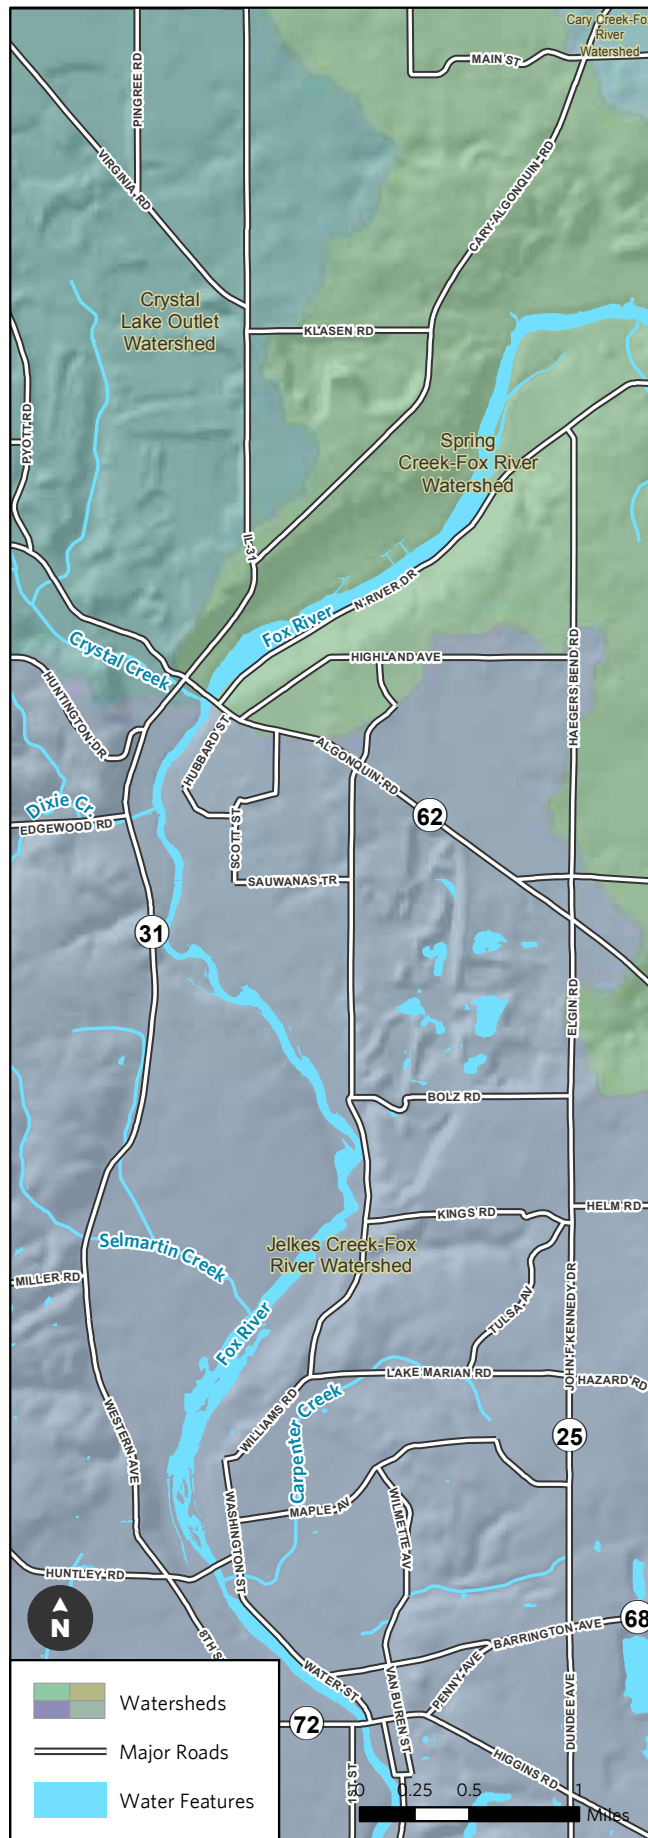 Cary Creek-Fox
River
Watershed
MAIN ST
PINGREE RD
VIRGINIA RD
CARY-ALGONQUIN RD
Crystal
Lake Outlet
Watershed
KLASEN RD
PYOTT RD
Spring
Creek-Fox River
Watershed
IL-31
N RIVER DR
Fox River
Crystal Creek
HIGHLAND AVE
HAEGERS BEND RD
HUNTINGTON DR
HUBBARD ST
ALGONQUIN RD
Dixie Cr.
EDGEWOOD RD
62
SCOTT ST
SAUWANAS TR
31
ELGIN RD
BOLZ RD
KINGS RD
HELM RD
Selmartin Creek
Jelkes Creek-Fox
River Watershed
MILLER RD
TULSA AV
JOHN F KENNEDY DR
Fox River
LAKE MARIAN RD
HAZARD RD
WILLIAMS RD
Carpenter Creek
WESTERN AVE
25
WASHINGTON ST
MAPLE AV
WILMETTE AV
HUNTLEY RD
N
8TH S
68
BARRINGTON AVE
WATER ST
VAN BUREN ST
PENNY AVE
DUNDEE AVE
72
HIGGINS RD
1ST ST
Watersheds
Major Roads
Water Features
0 0.25 0.5 1
Miles